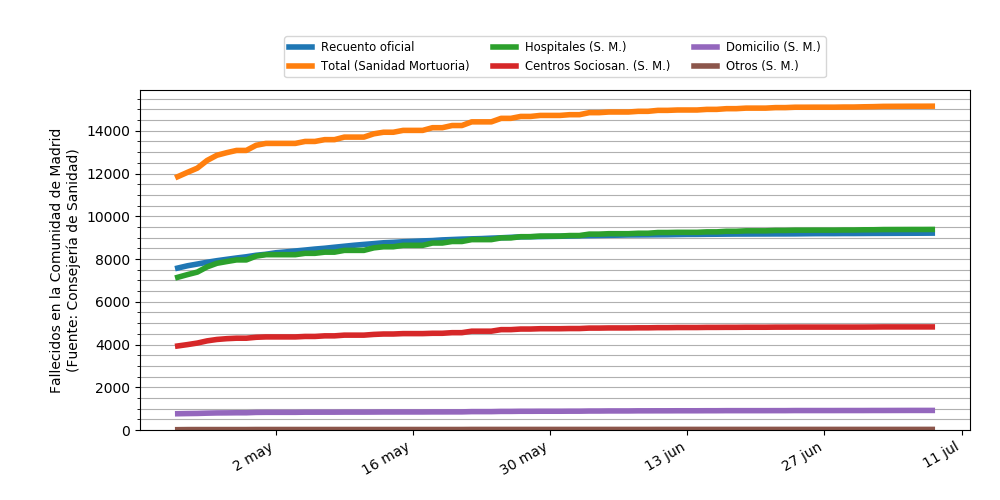 Recuento oficial
Total (Sanidad Mortuoria)
Hospitales (S. M.)
Centros Sociosan. (S. M.)
Domicilio (S. M.)
Otros (S. M.)
Fallecidos en la Comunidad de Madrid
(Fuente: Consejería de Sanidad)
14000
12000
10000
8000
6000
4000
2000
0
2 may
16 may
30 may
13 jun
27 jun
11 jul